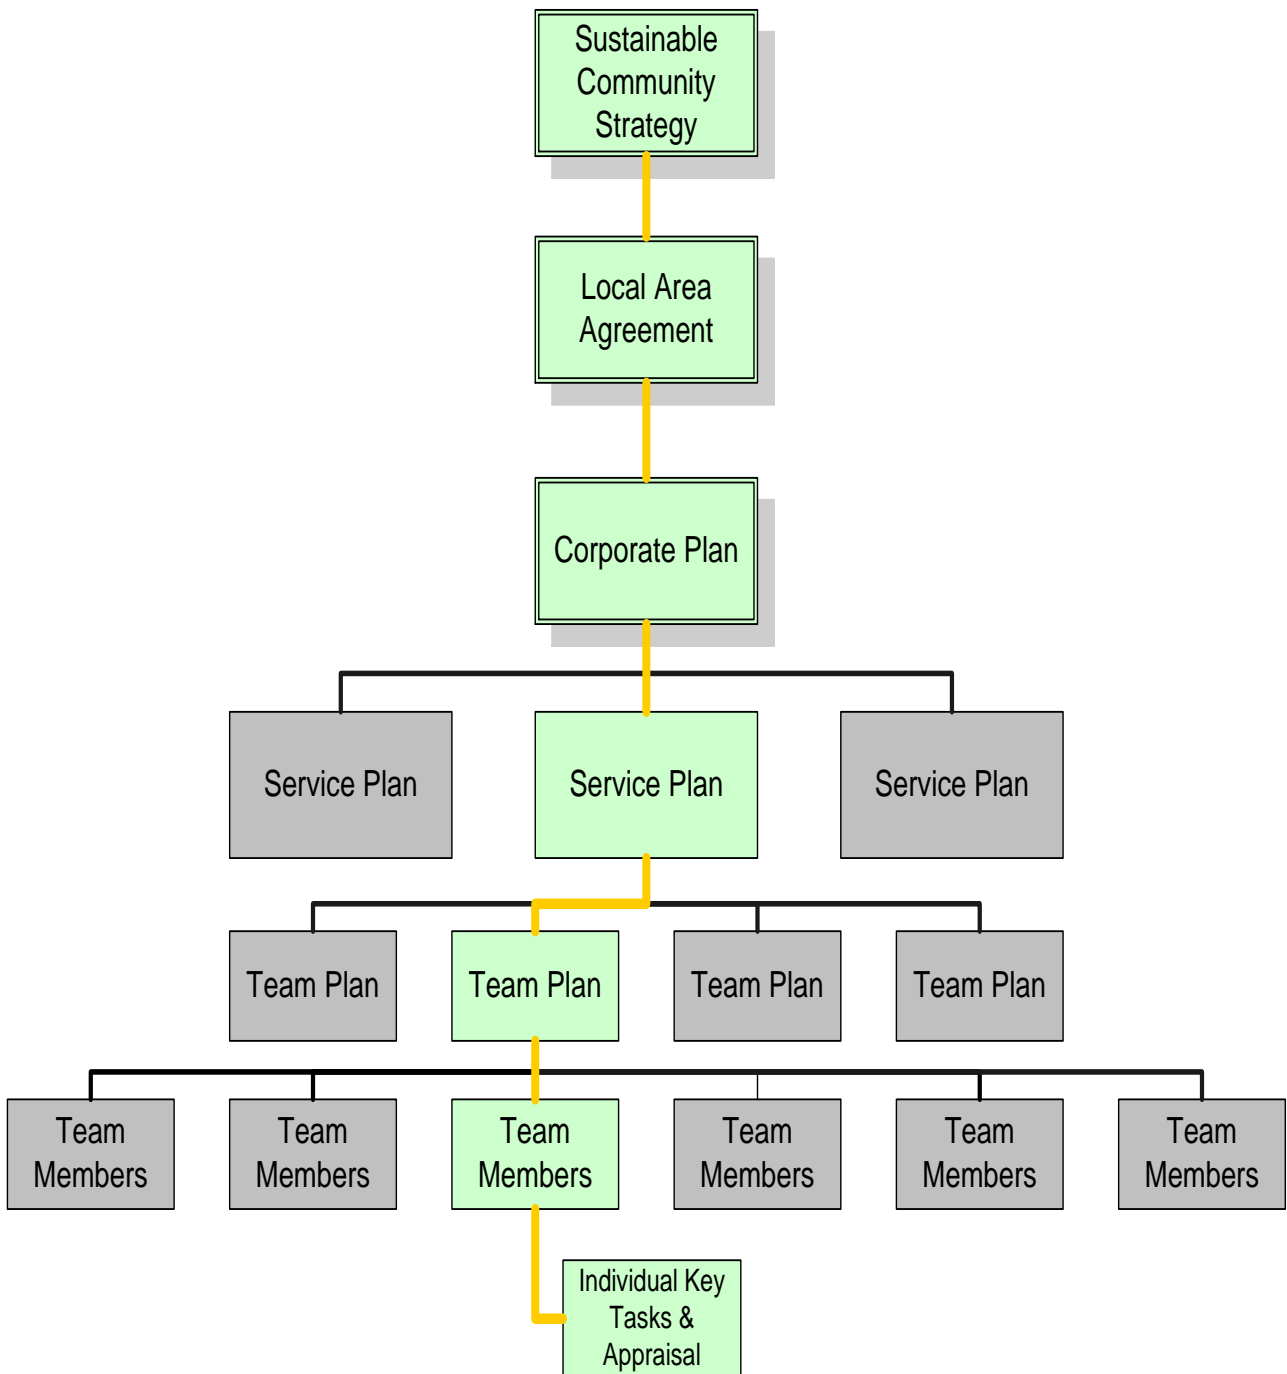 Sustainable
Community
Strategy
Local Area
Agreement
Corporate Plan
Service Plan
Service Plan
Service Plan
Team Plan
Team Plan
Team Plan
Team Plan
Team
Members
Team
Members
Team
Members
Team
Members
Team
Members
Team
Members
Individual Key
Tasks &
Appraisal